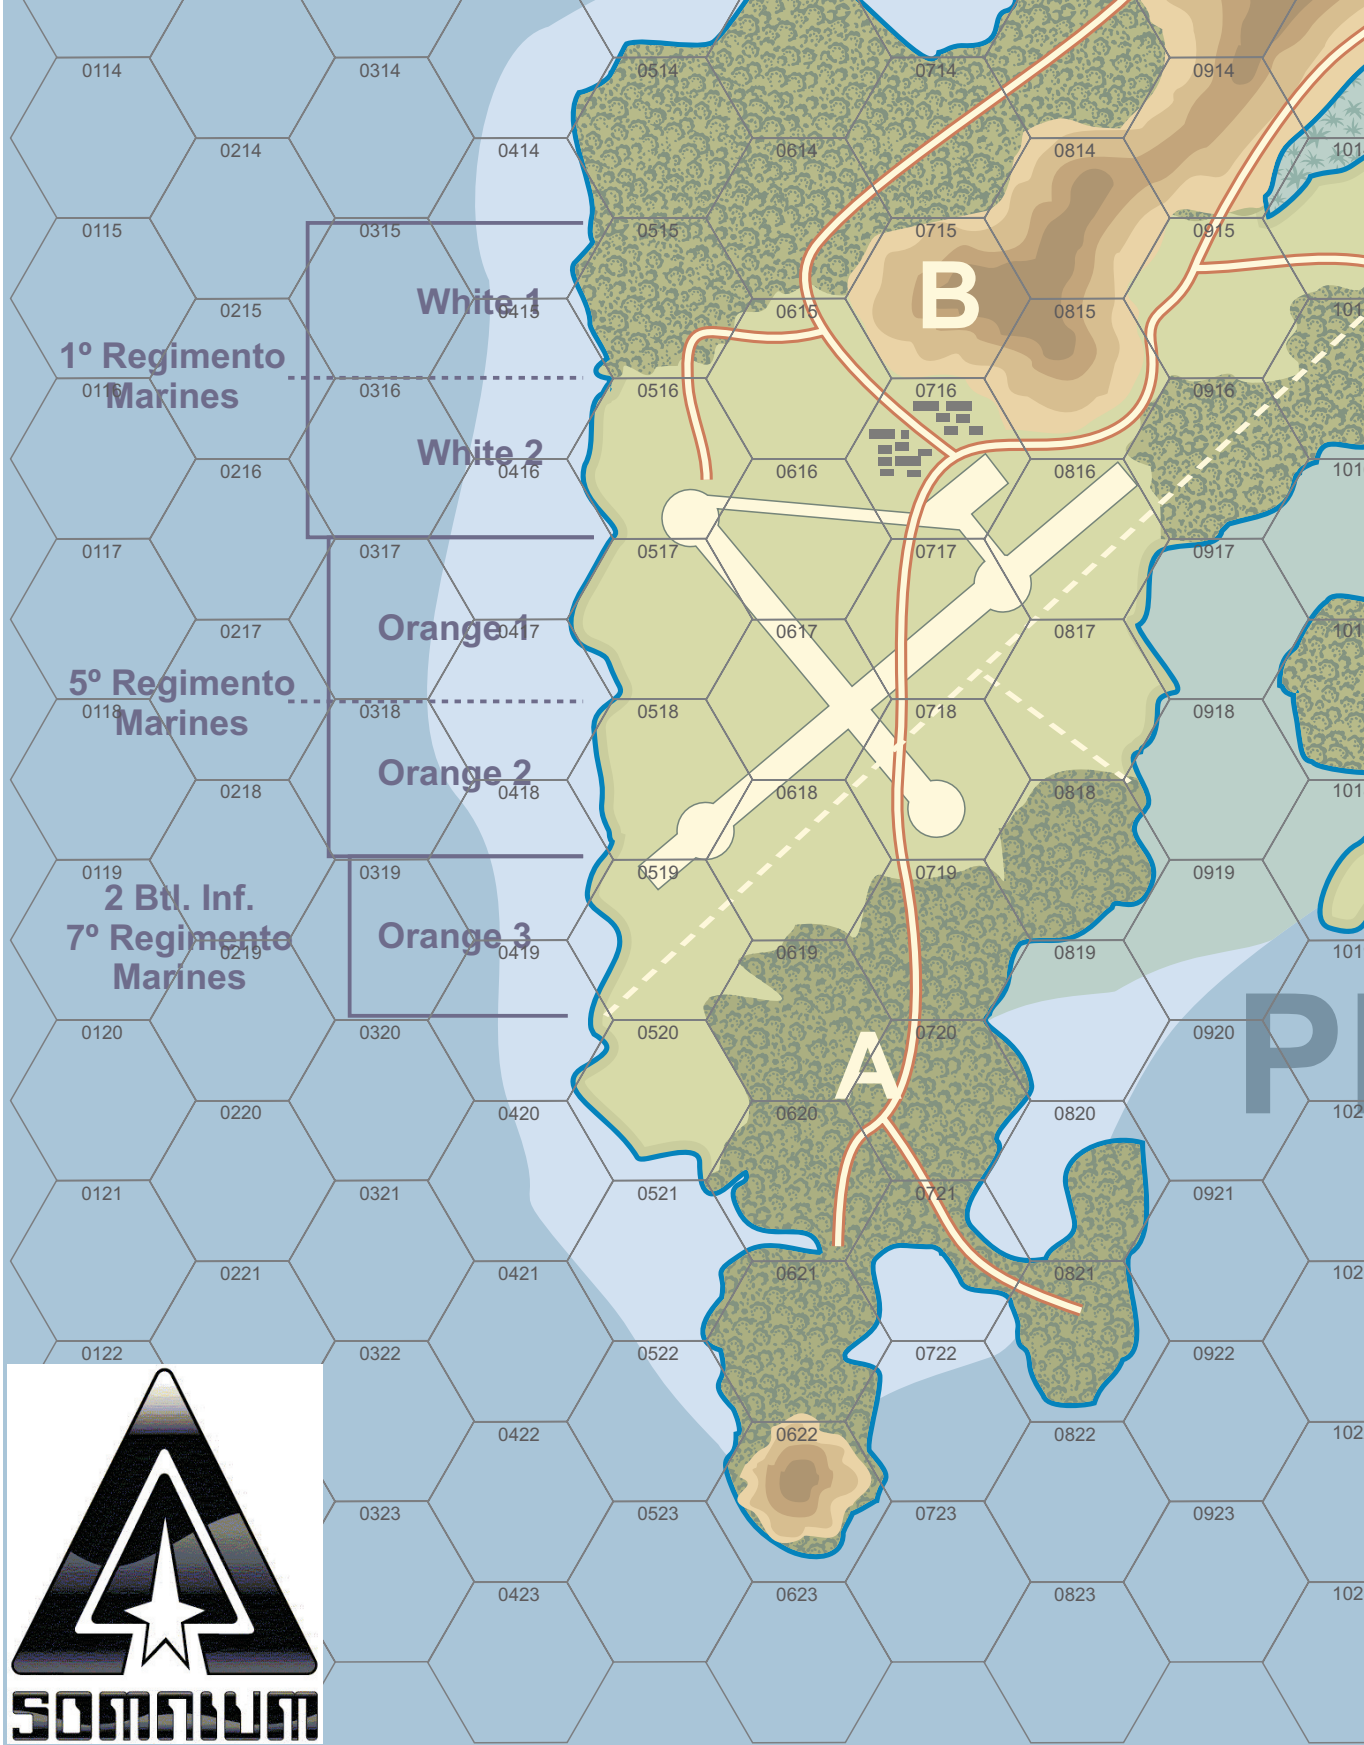 0114 0314 0514 0714 0914
0214 0414 0614 0814
0115 0315 0515 0715 0915
White 1
B
0215 0415 0615 0815
1º Regimento
Marines
0116 0316 0516 0716 0916
White 2
0216 0416 0616 0816
0117 0317 0517 0717 0917
Orange 1
0217 0417 0617 0817
5º Regimento
Marines
0118 0318 0518 0718 0918
Orange 2
0218 0418 0618 0818
0119 0319 0519 0719 0919
2 Btl. Inf.
7º Regimento
Marines
Orange 3
0219 0419 0619 0819
0120 0320 0520 0720 0920
A
0220 0420 0620 0820
0121 0321 0521 0721 0921
0221 0421 0621 0821
0122 0322 0522 0722 0922
0422 0622 0822
0323 0523 0723 0923
0423 0623 0823
SOMNIUM